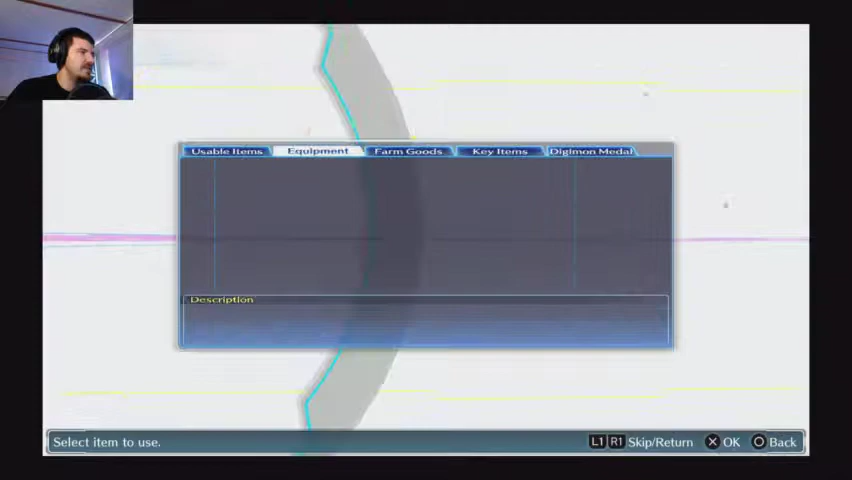 Usable Items Equipment Farm Goods Key Items Digimon Medal
Description
Select item to use. L1 R1 Skip/Return OK Back